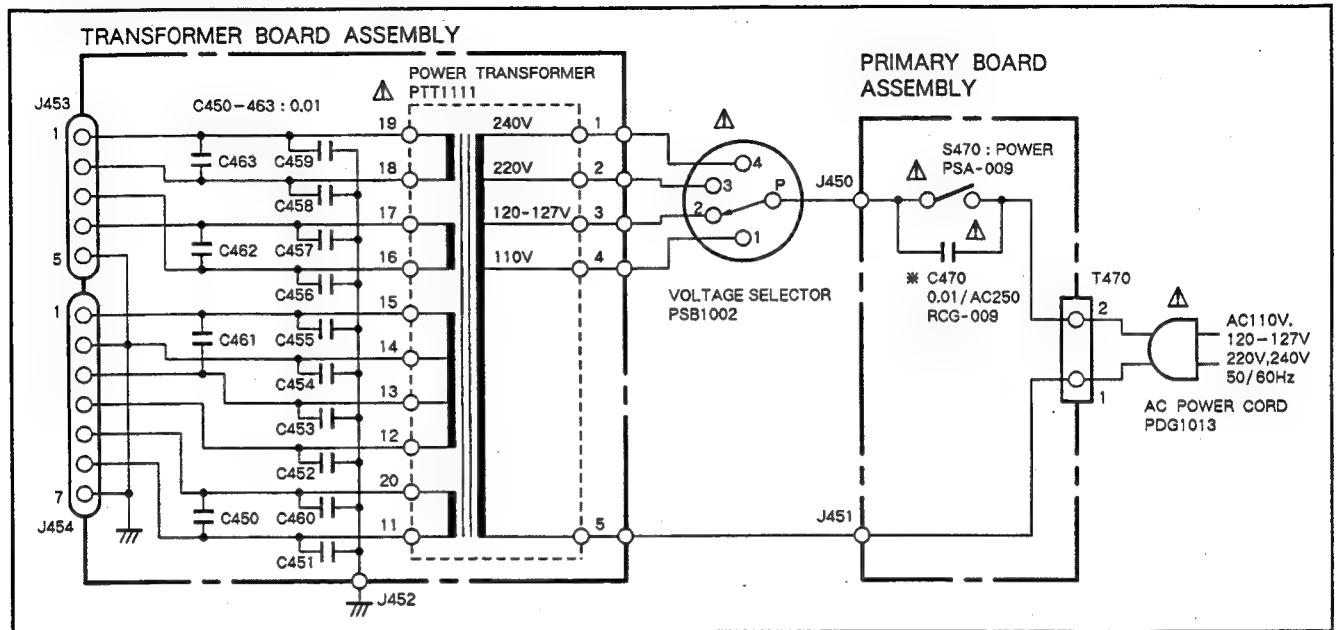 TRANSFORMER BOARD ASSEMBLY
POWER TRANSFORMER
PTT1111
J453
C450-463 : 0.01
1
5
C463
C459
C458
C462
C457
C456
19
18
17
16
240V
220V
120-127V
110V
1
2
3
4
4
3
2
1
P
VOLTAGE SELECTOR
PSB1002
PRIMARY BOARD
ASSEMBLY
S470 : POWER
PSA-009
J450
※ C470
0.01/AC250
RCG-009
T470
2
1
AC110V.
120-127V
220V,240V
50/60Hz
AC POWER CORD
PDG1013
1
7
J454
C461
C455
C454
C453
C452
C450
C460
C451
15
14
13
12
20
11
5
J451
J452